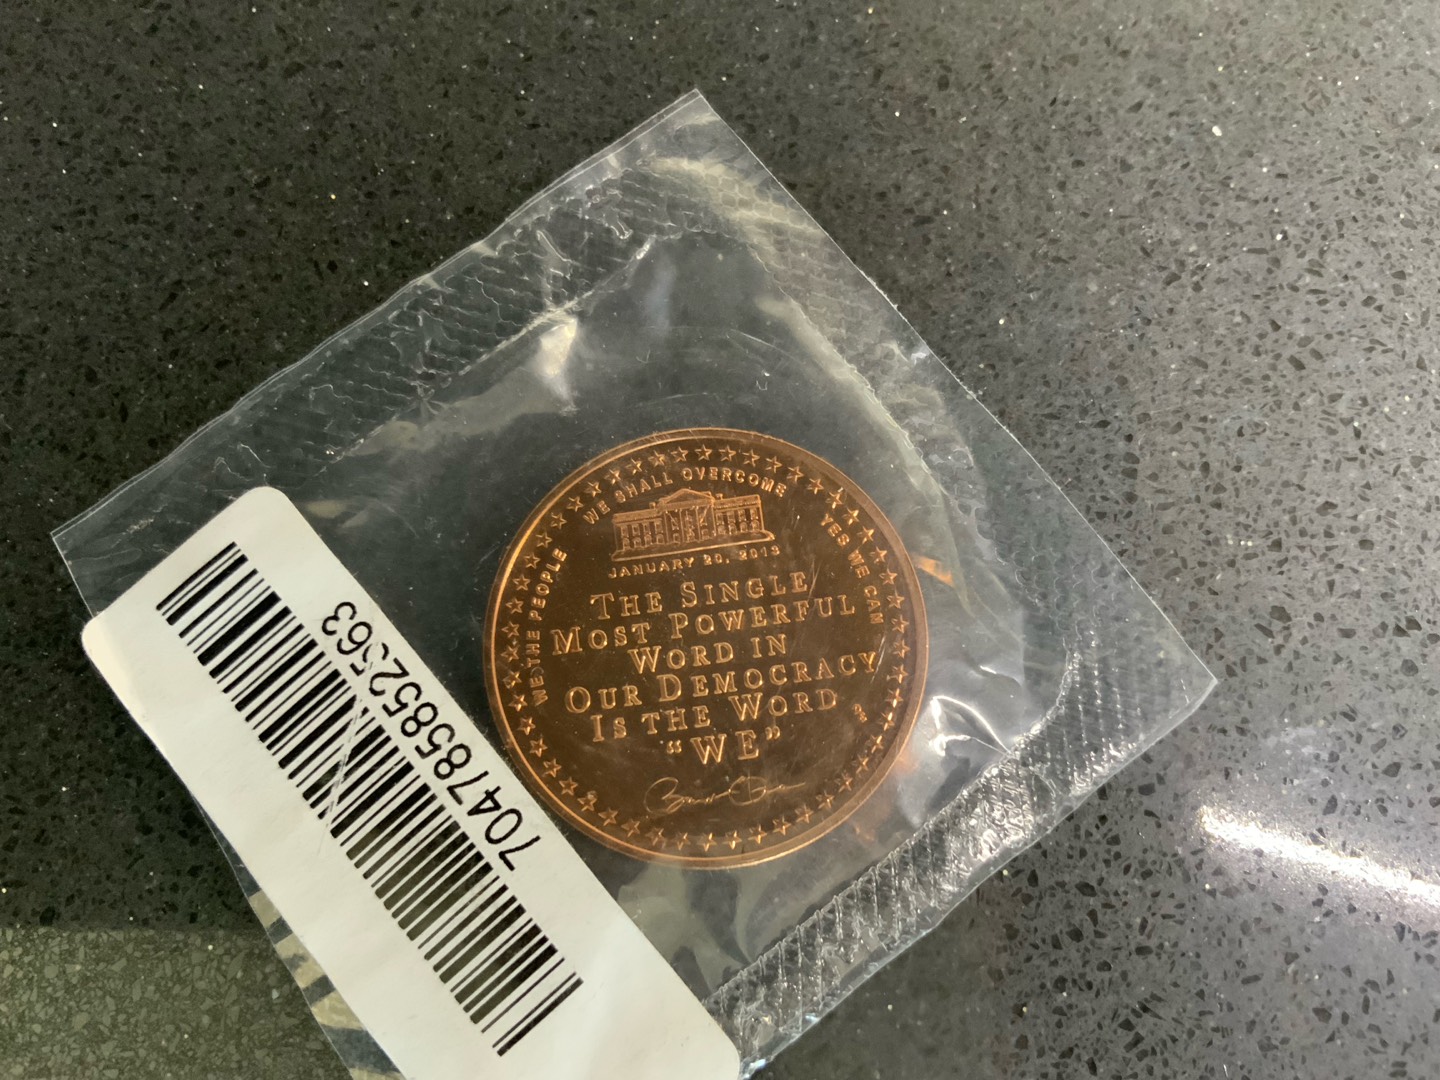 WE SHALL OVERCOME
WE THE PEOPLE
YES WE CAN
JANUARY 20, 2013
THE SINGLE
MOST POWERFUL
WORD IN
OUR DEMOCRACY
IS THE WORD
"WE"
704785852563